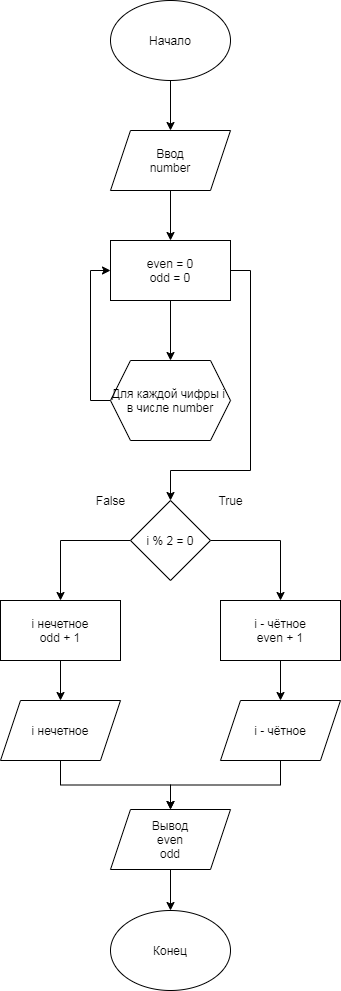 Начало
Ввод
number
even = 0
odd = 0
Для каждой чифры i
в числе number
False
True
i % 2 = 0
i нечетное
odd + 1
i - чётное
even + 1
i нечетное
i - чётное
Вывод
even
odd
Конец